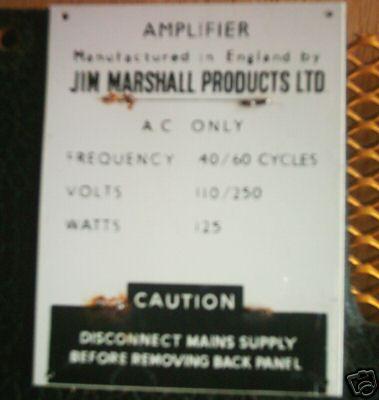 AMPLIFIER
Manufactured in England by
JIM MARSHALL PRODUCTS LTD
A.C ONLY
FREQUENCY 40/60 CYCLES
VOLTS 110/250
WATTS 125
CAUTION
DISCONNECT MAINS SUPPLY
BEFORE REMOVING BACK PANEL